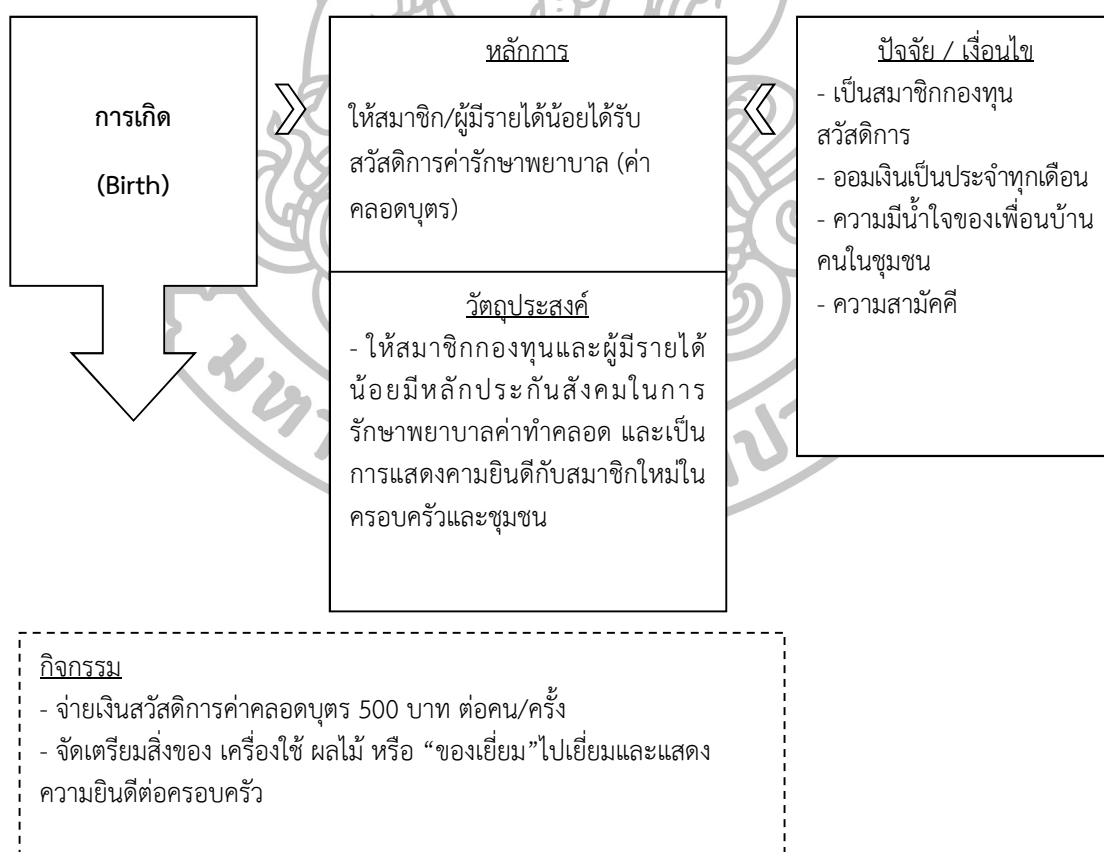 การเกิด
(Birth)
หลักการ
ให้สมาชิก/ผู้มีรายได้น้อยได้รับ
สวัสดิการค่ารักษาพยาบาล (ค่า
คลอดบุตร)
วัตถุประสงค์
- ให้สมาชิกกองทุนและผู้มีรายได้
น้อยมีหลักประกันสังคมในการ
รักษาพยาบาลค่าทำคลอด และเป็น
การแสดงคามยินดีกับสมาชิกใหม่ใน
ครอบครัวและชุมชน
ปัจจัย / เงื่อนไข
- เป็นสมาชิกกองทุน
สวัสดิการ
- ออมเงินเป็นประจำทุกเดือน
- ความมีน้ำใจของเพื่อนบ้าน
คนในชุมชน
- ความสามัคคี
กิจกรรม
- จ่ายเงินสวัสดิการค่าคลอดบุตร 500 บาท ต่อคน/ครั้ง
- จัดเตรียมสิ่งของ เครื่องใช้ ผลไม้ หรือ “ของเยี่ยม”ไปเยี่ยมและแสดง
ความยินดีต่อครอบครัว